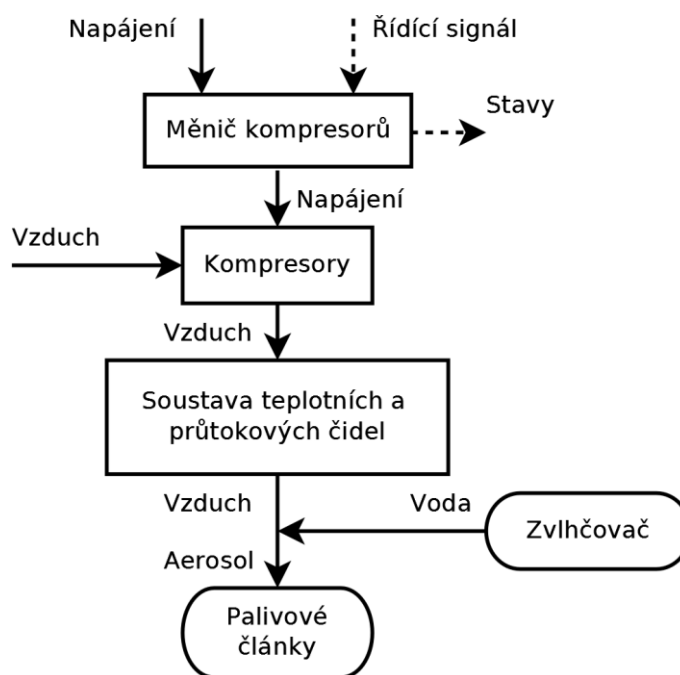 Napájení
Řídící signál
Stavy
Měnič kompresorů
Napájení
Vzduch
Kompresory
Vzduch
Soustava teplotních a
průtokových čidel
Vzduch
Voda
Zvlhčovač
Aerosol
Palivové
články